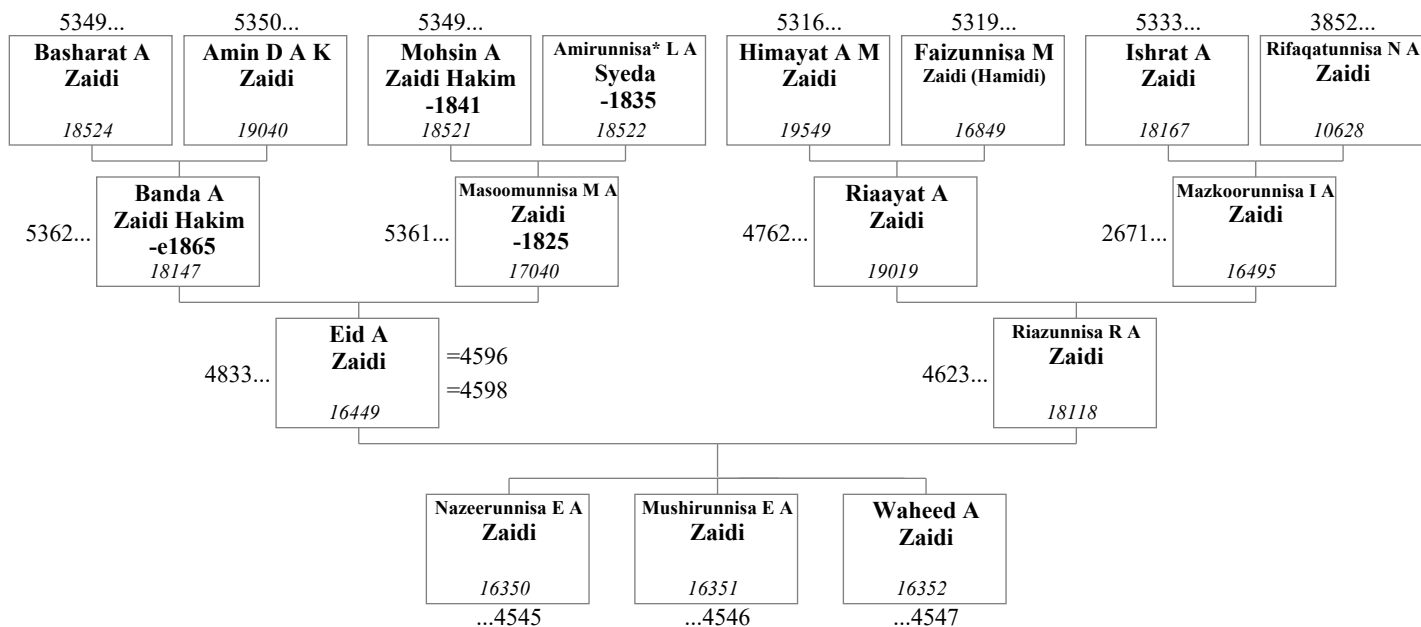 5349... 5350... 5349... 5316... 5319... 5333... 3852...
Basharat A
Zaidi
18524
Amin D A K
Zaidi
19040
Mohsin A
Zaidi Hakim
-1841
18521
Amirunnisa* L A
Syeda
-1835
18522
Himayat A M
Zaidi
19549
Faizunnisa M
Zaidi (Hamidi)
16849
Ishrat A
Zaidi
18167
Rifaqatunnisa N A
Zaidi
10628
5362...
Banda A
Zaidi Hakim
-e1865
18147
5361...
Masoomunnisa M A
Zaidi
-1825
17040
4762...
Riaayat A
Zaidi
19019
2671...
Mazkoorunnisa I A
Zaidi
16495
4833...
Eid A
Zaidi
16449
=4596
=4598
4623...
Riazunnisa R A
Zaidi
18118
Nazeerunnisa E A
Zaidi
16350
...4545
Mushirunnisa E A
Zaidi
16351
...4546
Waheed A
Zaidi
16352
...4547